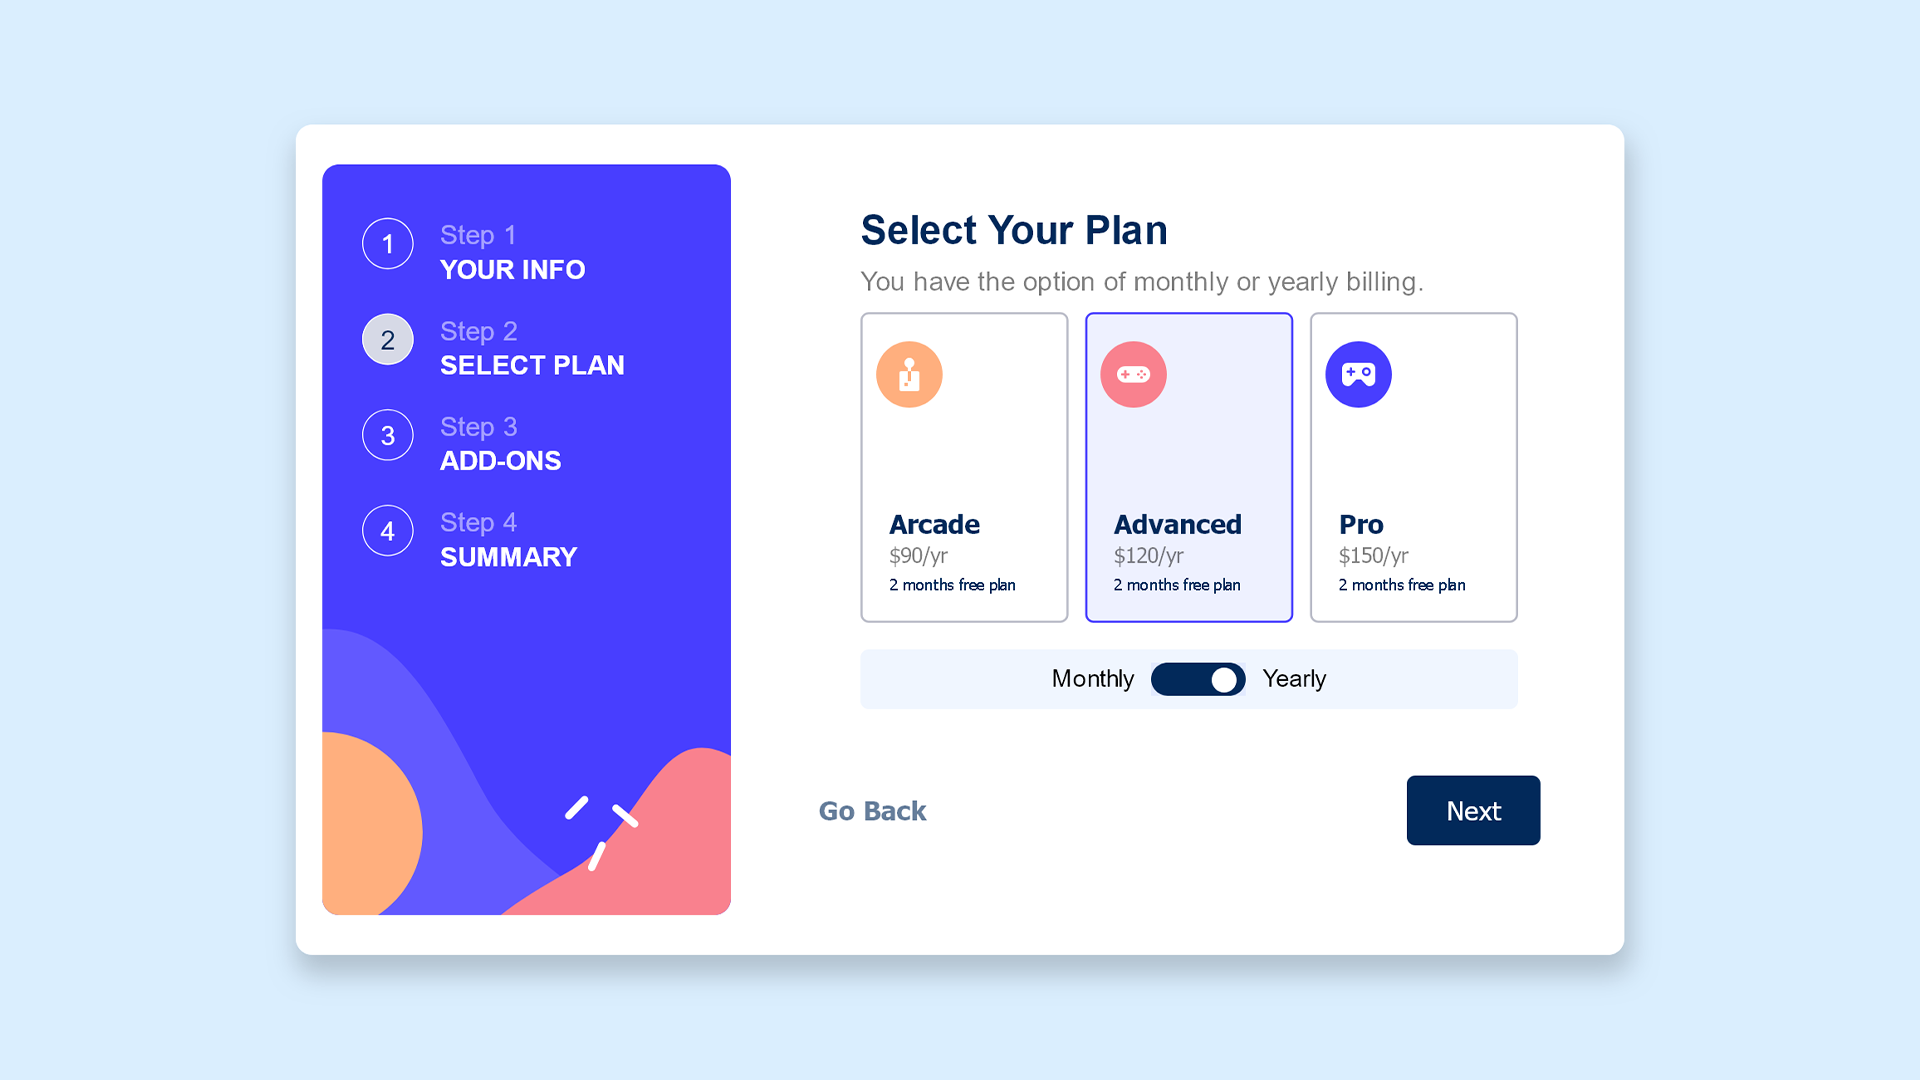 1
Step 1
YOUR INFO
2
Step 2
SELECT PLAN
3
Step 3
ADD-ONS
4
Step 4
SUMMARY
Select Your Plan
You have the option of monthly or yearly billing.
Arcade
$90/yr
2 months free plan
Advanced
$120/yr
2 months free plan
Pro
$150/yr
2 months free plan
Monthly
Yearly
Go Back
Next